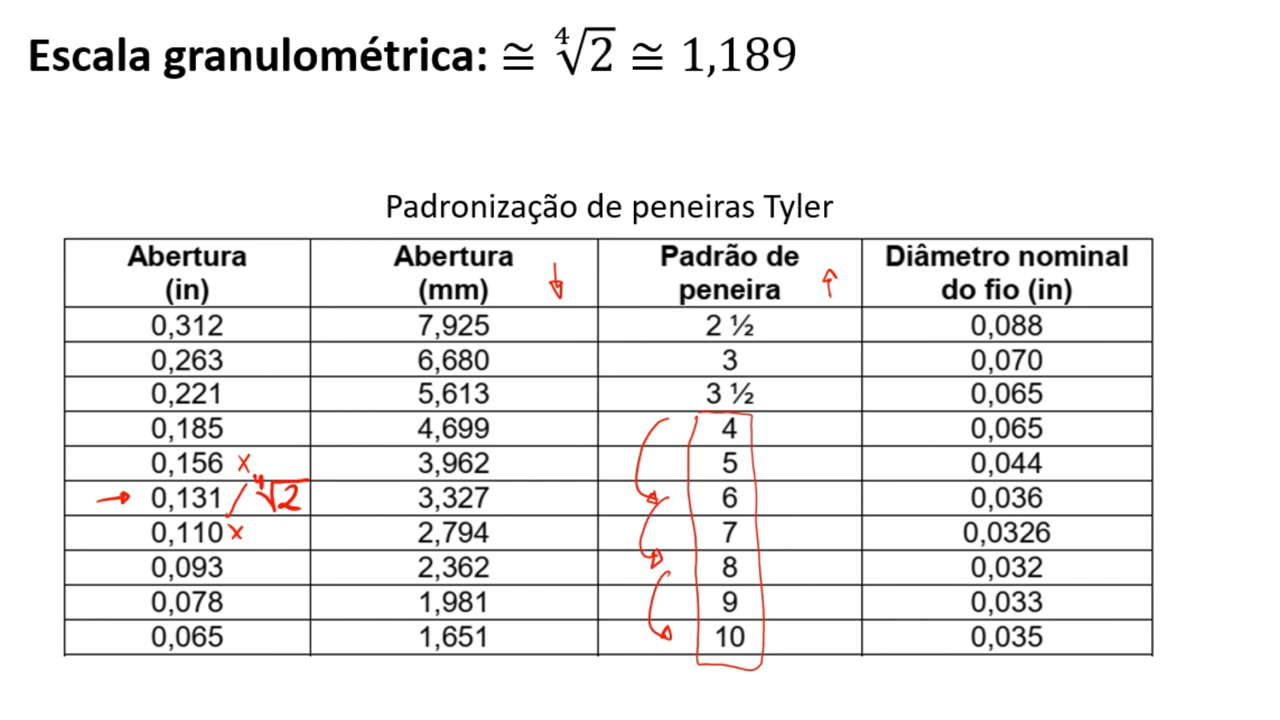 Escala granulométrica: ≅ ∜2 ≅ 1,189
Padronização de peneiras Tyler
Abertura (in) Abertura (mm) ↓ Padrão de peneira ↑ Diâmetro nominal do fio (in)
0,312 7,925 2 ½ 0,088
0,263 6,680 3 0,070
0,221 5,613 3 ½ 0,065
0,185 4,699 4 0,065
0,156 x 3,962 5 0,044
→ 0,131 / ∜2 3,327 6 0,036
0,110 x 2,794 7 0,0326
0,093 2,362 8 0,032
0,078 1,981 9 0,033
0,065 1,651 10 0,035